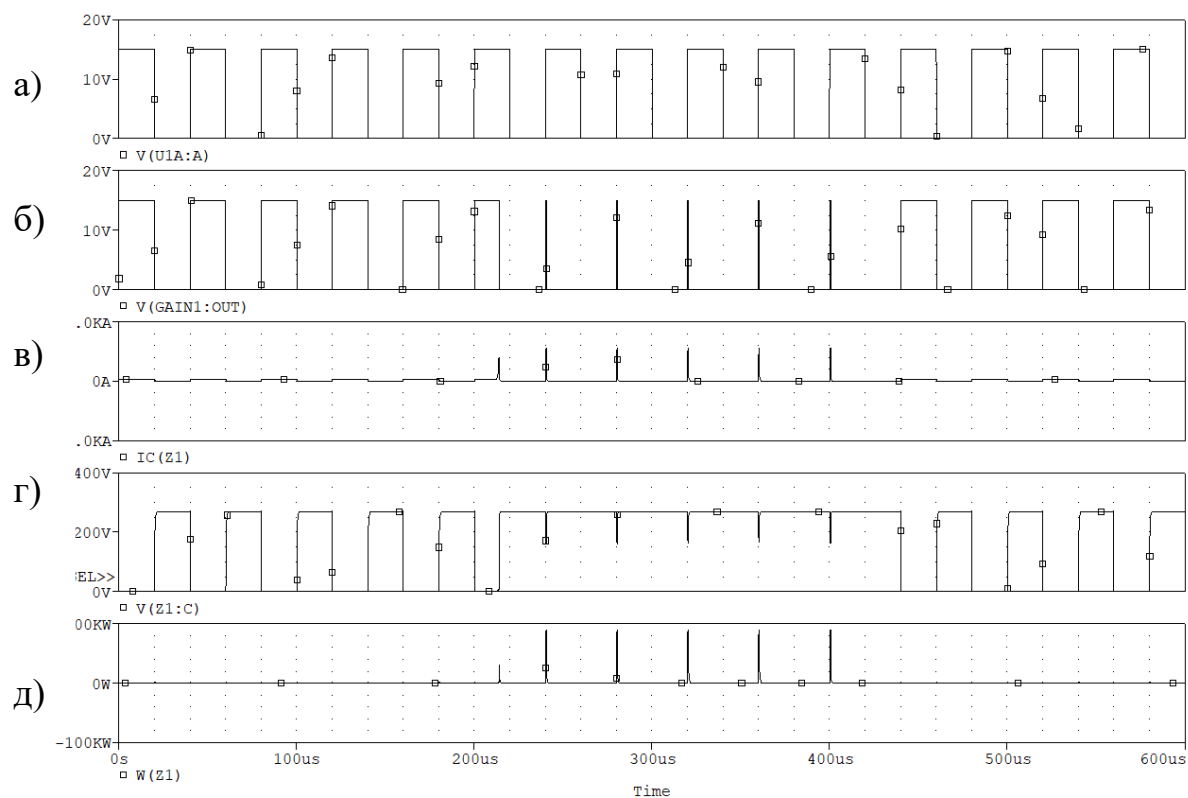 20V
а)
10V
0V
V(U1A:A)
20V
б)
10V
0V
V(GAIN1:OUT)
.0KA
в)
0A
.0KA
IC(Z1)
400V
г)
200V
EL>>
0V
V(Z1:C)
00KW
0W
д)
-100KW
0s 100us 200us 300us 400us 500us 600us
W(Z1)
Time